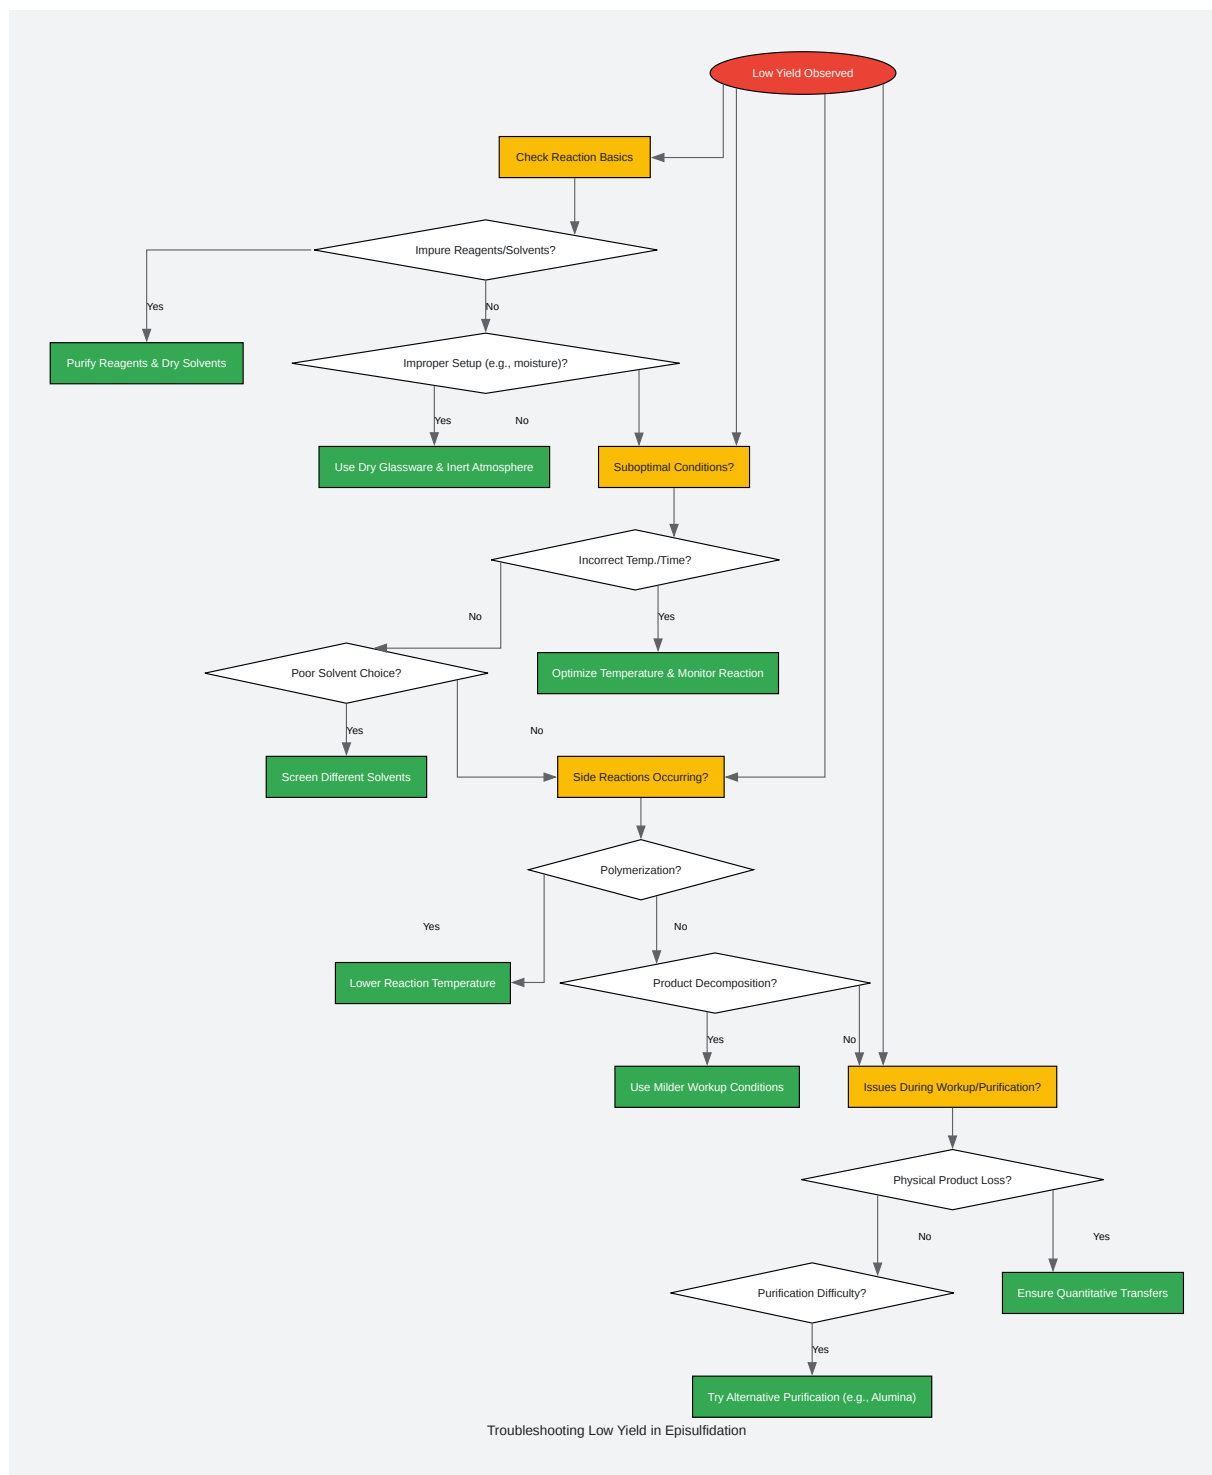 Low Yield Observed
Check Reaction Basics
Impure Reagents/Solvents?
Yes
No
Purify Reagents & Dry Solvents
Improper Setup (e.g., moisture)?
Yes
No
Use Dry Glassware & Inert Atmosphere
Suboptimal Conditions?
Incorrect Temp./Time?
No
Yes
Poor Solvent Choice?
Optimize Temperature & Monitor Reaction
Yes
No
Screen Different Solvents
Side Reactions Occurring?
Polymerization?
Yes
No
Lower Reaction Temperature
Product Decomposition?
Yes
No
Use Milder Workup Conditions
Issues During Workup/Purification?
Physical Product Loss?
No
Yes
Purification Difficulty?
Ensure Quantitative Transfers
Yes
Try Alternative Purification (e.g., Alumina)
Troubleshooting Low Yield in Episulfidation